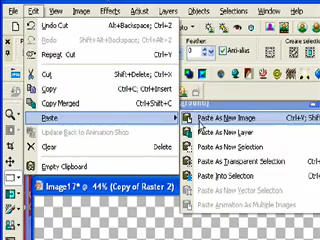 File Edit View Image Effects Adjust Layers Objects Selections
Undo Cut Alt+Backspace; Ctrl+Z
Redo Shift+Alt+Backspace; Ctrl+Alt+Z
Repeat Cut Ctrl+Y
Cut Shift+Delete; Ctrl+X
Copy Ctrl+C; Ctrl+Insert
Copy Merged Ctrl+Shift+C
Paste
Update Back to Animation Shop
Clear Delete
Empty Clipboard
Feather:
0
Anti-alias
Create selection
Paste As New Image Ctrl+V;
Paste As New Layer
Paste As New Selection
Paste As Transparent Selection
Paste Into Selection
Paste As New Vector Selection
Paste Animation As Multiple Images
Image17* @ 44% (Copy of Raster 2)